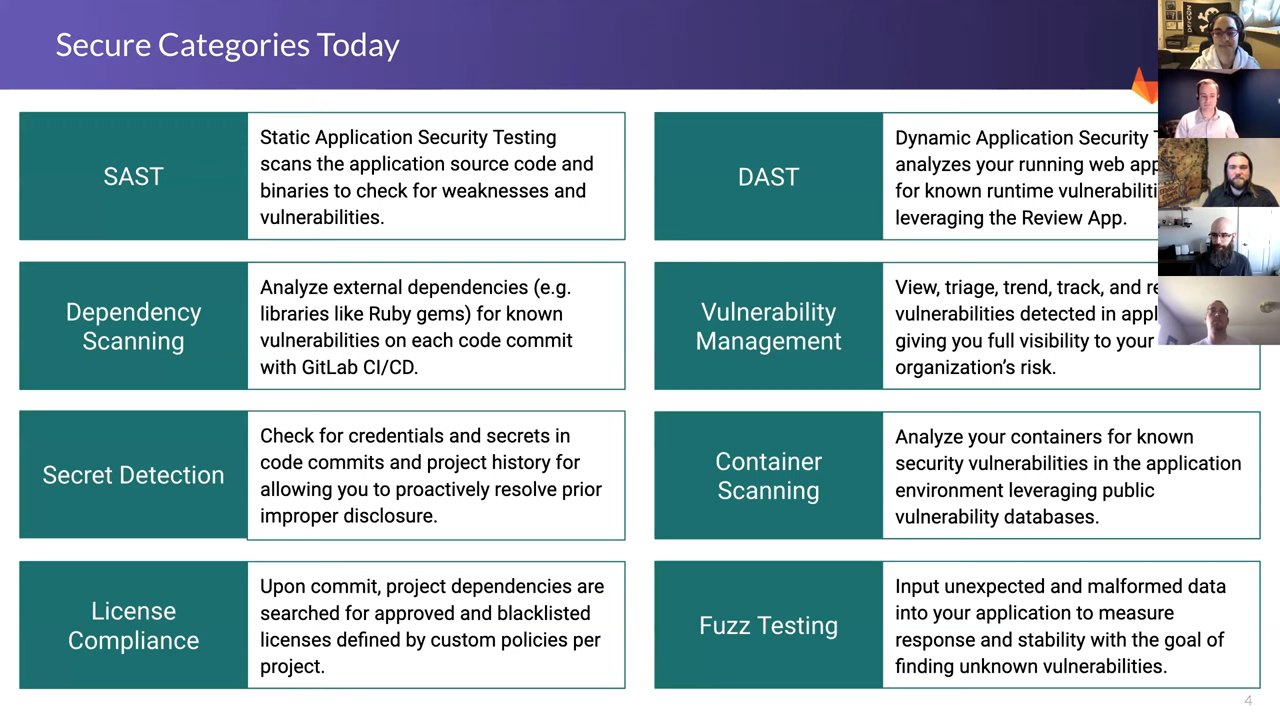 Secure Categories Today
SAST
Static Application Security Testing
scans the application source code and
binaries to check for weaknesses and
vulnerabilities.
DAST
Dynamic Application Security
analyzes your running web
for known runtime
leveraging the Review App.
Dependency
Scanning
Analyze external dependencies (e.g.
libraries like Ruby gems) for known
vulnerabilities on each code commit
with GitLab CI/CD.
Vulnerability
Management
View, triage, trend, track, and
vulnerabilities detected in
giving you full visibility to your
organization's risk.
Secret Detection
Check for credentials and secrets in
code commits and project history for
allowing you to proactively resolve prior
improper disclosure.
Container
Scanning
Analyze your containers for known
security vulnerabilities in the application
environment leveraging public
vulnerability databases.
License
Compliance
Upon commit, project dependencies are
searched for approved and blacklisted
licenses defined by custom policies per
project.
Fuzz Testing
Input unexpected and malformed data
into your application to measure
response and stability with the goal of
finding unknown vulnerabilities.
4